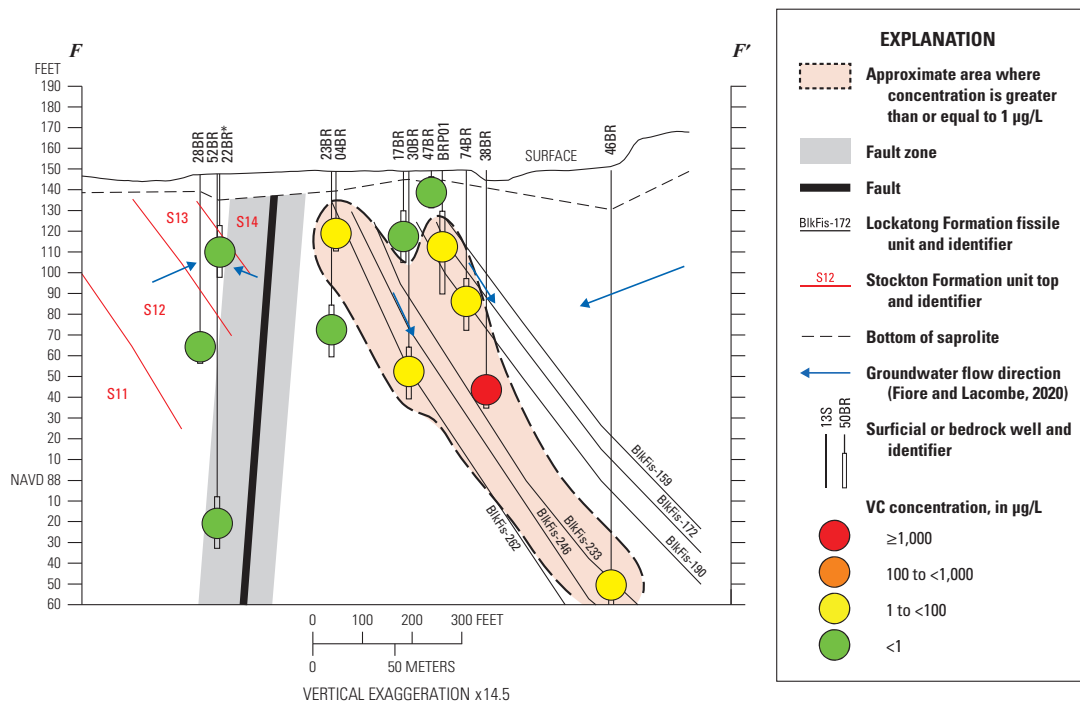 F
F'
FEET
190
180
170
160
150
140
130
120
110
100
90
80
70
60
50
40
30
20
10
NAVD 88
10
20
30
40
50
60
28BR
52BR
22BR*
23BR
04BR
17BR
30BR
47BR
BRP01
74BR
38BR
SURFACE
46BR
S13
S14
S12
S11
BlkFis-159
BlkFis-172
BlkFis-190
BlkFis-233
BlkFis-246
BlkFis-262
0 100 200 300 FEET
0 50 METERS
VERTICAL EXAGGERATION x14.5
EXPLANATION
Approximate area where
concentration is greater
than or equal to 1 µg/L
Fault zone
Fault
BlkFis-172
Lockatong Formation fissile
unit and identifier
S12
Stockton Formation unit top
and identifier
Bottom of saprolite
Groundwater flow direction
(Fiore and Lacombe, 2020)
13S
50BR
Surficial or bedrock well and
identifier
VC concentration, in µg/L
≥1,000
100 to <1,000
1 to <100
<1